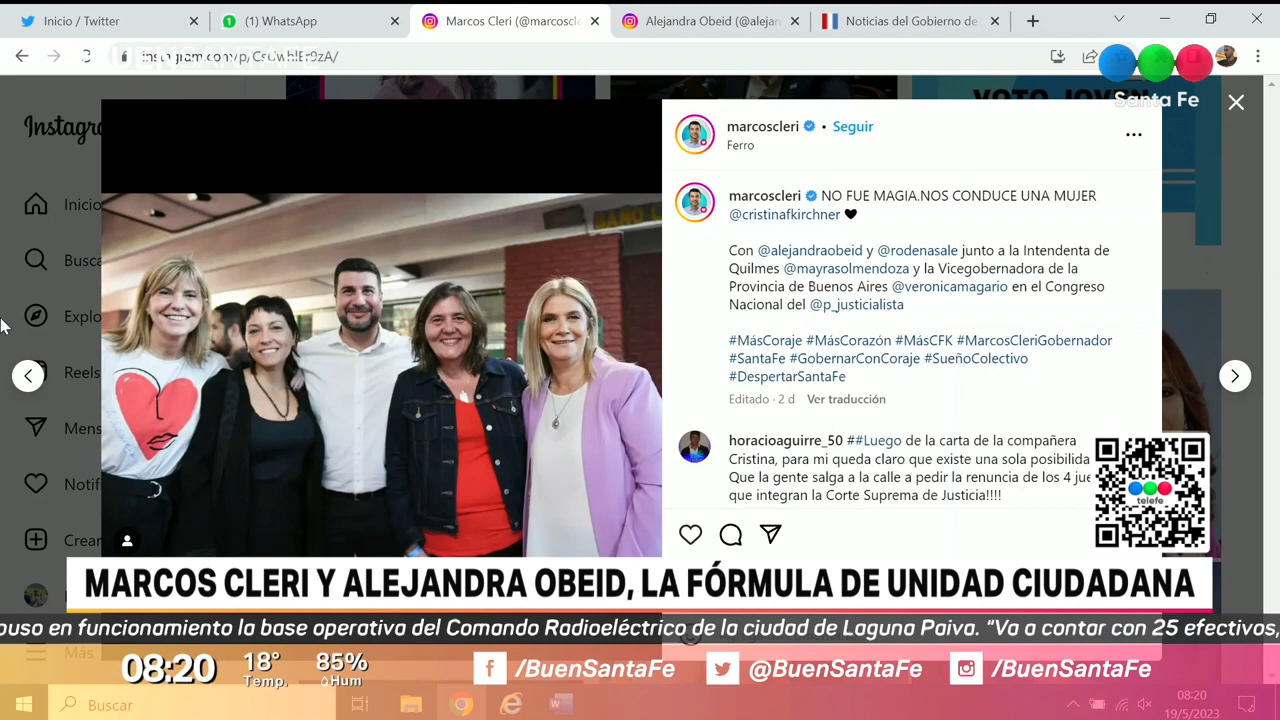 Inicio / Twitter
(1) WhatsApp
Marcos Cleri (@marcoscle
Alejandra Obeid (@alejan
Noticias del Gobierno de
Santa Fe
Instagra
Inicio
Busca
Explo
Reels
Mens
Notif
Crear
Más
VOTO JOVEN
marcoscleri • Seguir
Ferro
marcoscleri NO FUE MAGIA.NOS CONDUCE UNA MUJER
@cristinafkirchner 🖤
Con @alejandraobeid y @rodenasale junto a la Intendenta de
Quilmes @mayrasolmendoza y la Vicegobernadora de la
Provincia de Buenos Aires @veronicamagario en el Congreso
Nacional del @p_justicialista
#MásCoraje #MásCorazón #MásCFK #MarcosCleriGobernador
#SantaFe #GobernarConCoraje #SueñoColectivo
#DespertarSantaFe
Editado · 2 d Ver traducción
horacioaguirre_50 ##Luego de la carta de la compañera
Cristina, para mi queda claro que existe una sola posibilida
Que la gente salga a la calle a pedir la renuncia de los 4 jue
que integran la Corte Suprema de Justicia!!!!
telefe
MARCOS CLERI Y ALEJANDRA OBEID, LA FÓRMULA DE UNIDAD CIUDADANA
puso en funcionamiento la base operativa del Comando Radioeléctrico de la ciudad de Laguna Paiva. “Va a contar con 25 efectivos,
08:20
18° Temp.
85% Hum
/BuenSantaFe
@BuenSantaFe
/BuenSantaFe
Buscar
08:20
19/5/2023